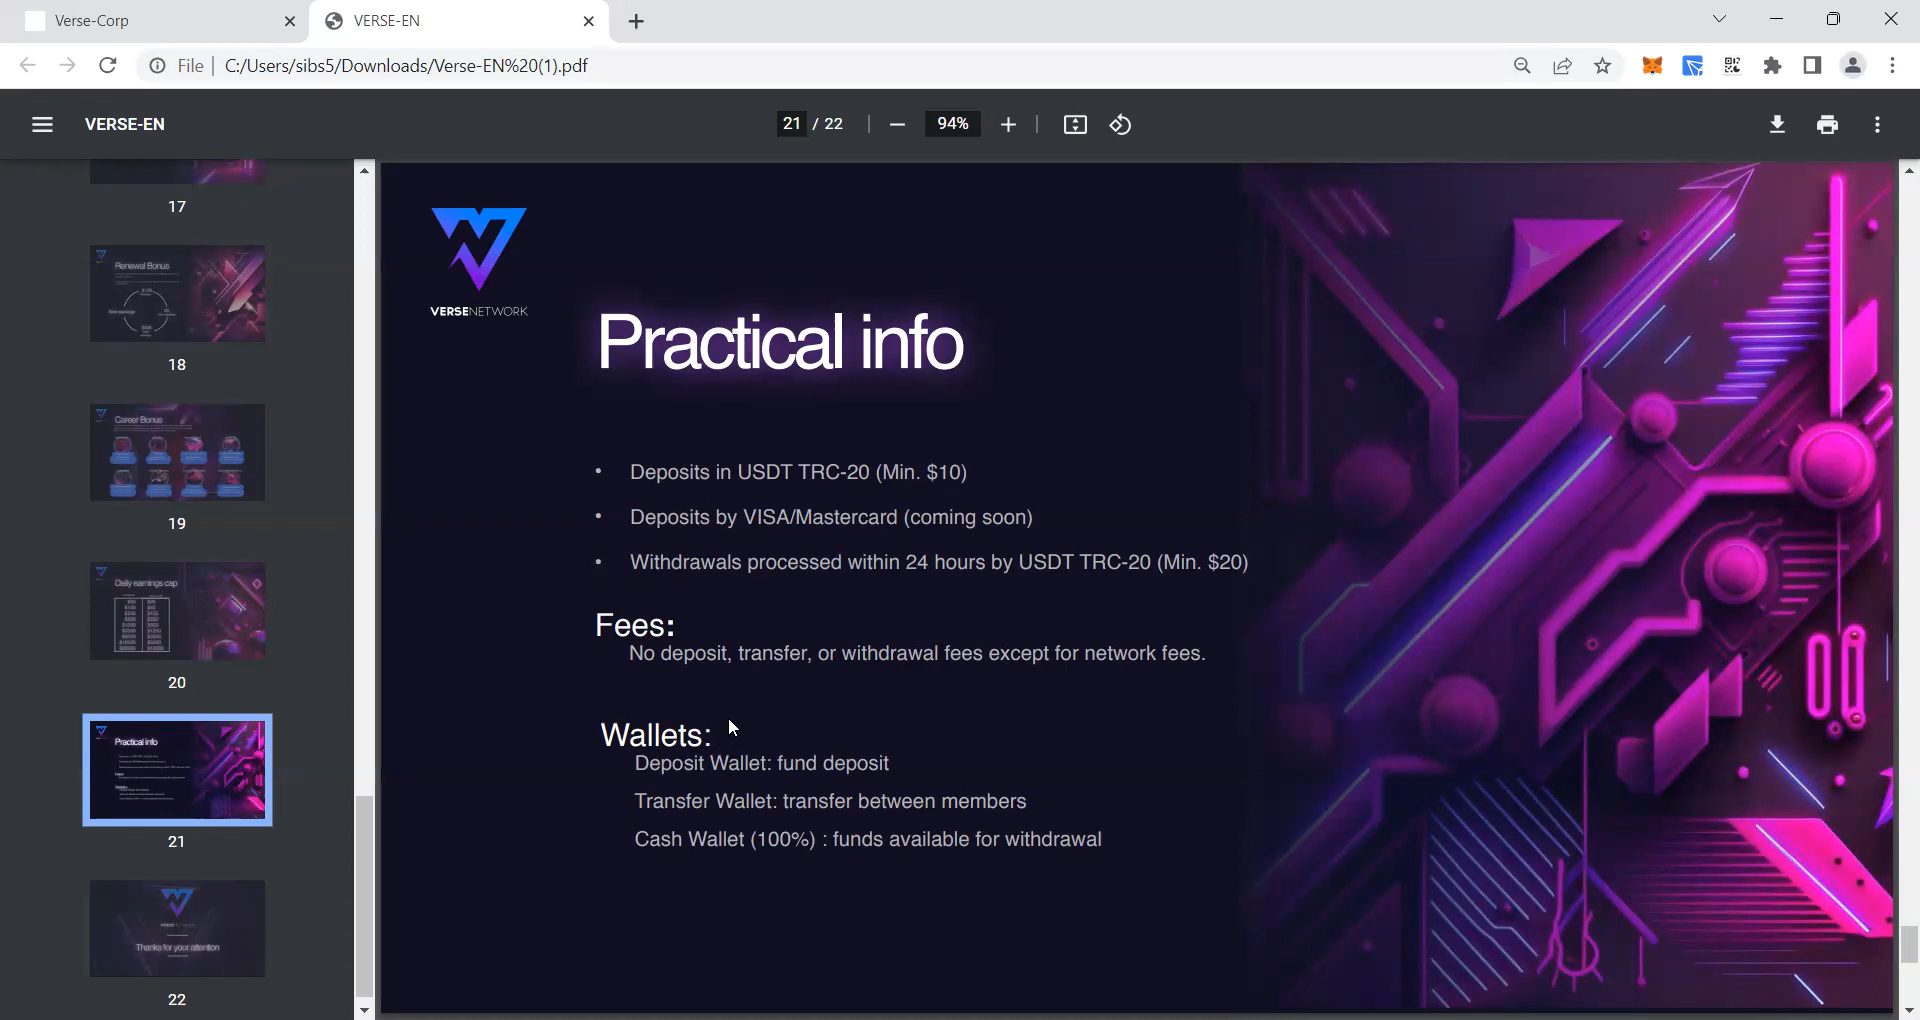 Verse-Corp
VERSE-EN
File
C:/Users/sibs5/Downloads/Verse-EN%20(1).pdf
VERSE-EN
21 / 22
94%
17
Renewal Bonus
18
Career Bonus
19
Daily earnings cap
20
Practical info
21
Thanks for your attention
22
VERSENETWORK
Practical info
• Deposits in USDT TRC-20 (Min. $10)
• Deposits by VISA/Mastercard (coming soon)
• Withdrawals processed within 24 hours by USDT TRC-20 (Min. $20)
Fees:
No deposit, transfer, or withdrawal fees except for network fees.
Wallets:
Deposit Wallet: fund deposit
Transfer Wallet: transfer between members
Cash Wallet (100%) : funds available for withdrawal